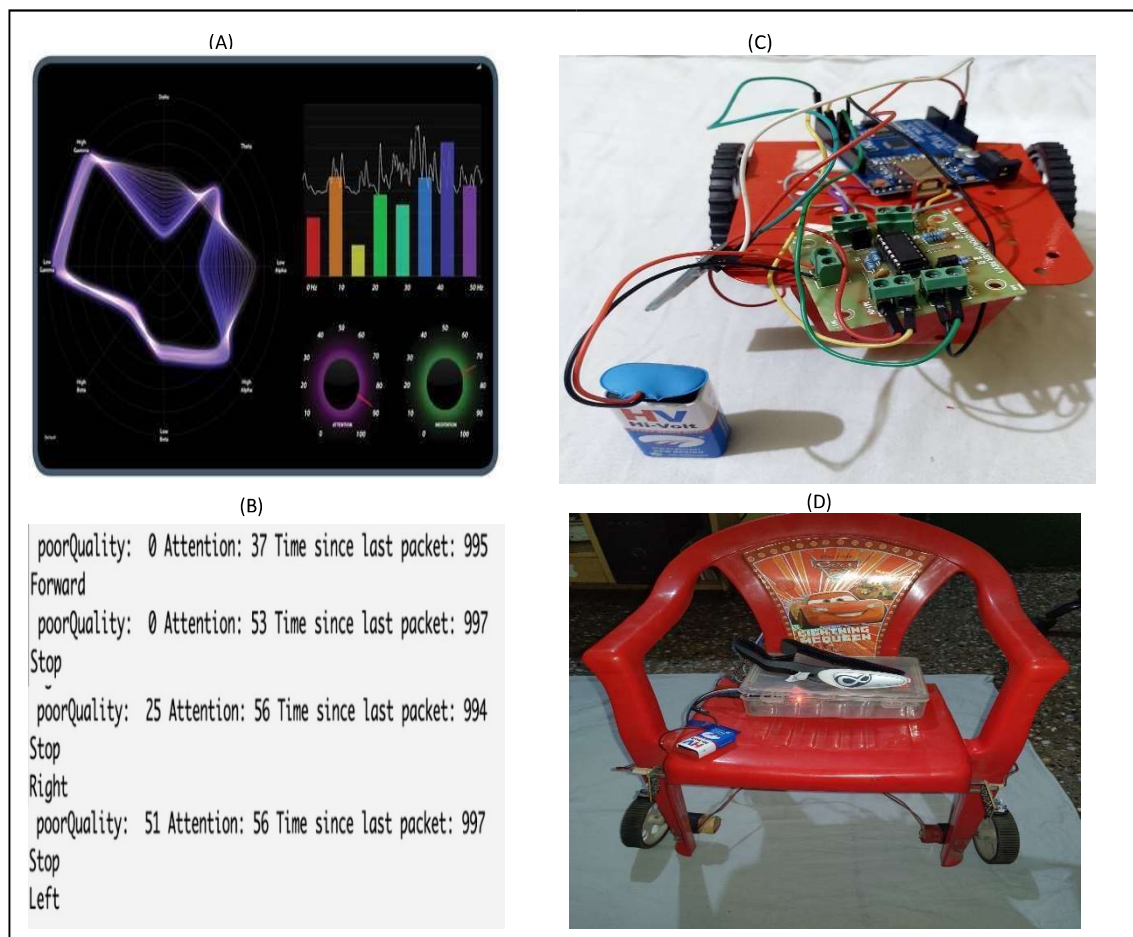 (A)
Delta
High
Gamma
Theta
Low
Gamma
Low
Alpha
High
Beta
High
Alpha
Low
Beta
0 Hz 10 20 30 40 50 Hz
50
40 60
30 70
20 80
10 90
0 100
ATTENTION
50
40 60
30 70
20 80
10 90
0 100
MEDITATION
(B)
poorQuality: 0 Attention: 37 Time since last packet: 995
Forward
poorQuality: 0 Attention: 53 Time since last packet: 997
Stop
poorQuality: 25 Attention: 56 Time since last packet: 994
Stop
Right
poorQuality: 51 Attention: 56 Time since last packet: 997
Stop
Left
(C)
HV
Hi-Volt
(D)
Cars
LIGHTNING
MCQUEEN
HV